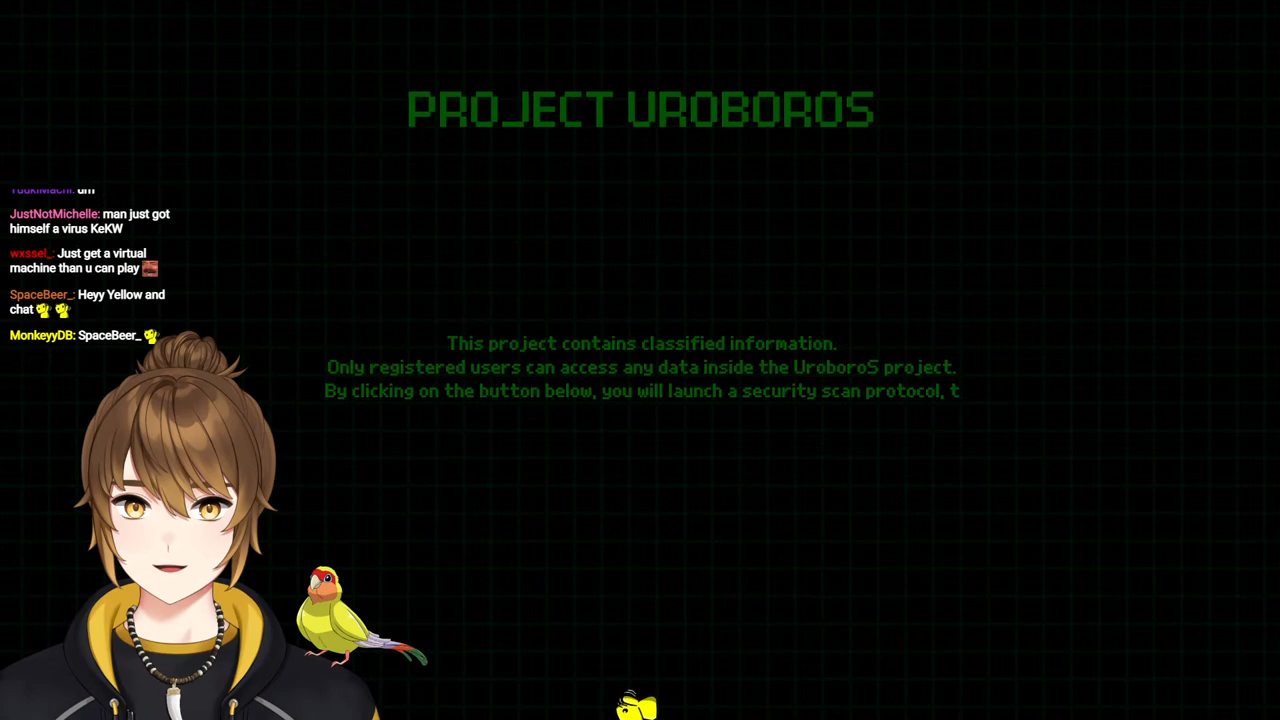 PROJECT UROBOROS
JustNotMichelle: man just got
himself a virus KeKW
wxssel_: Just get a virtual
machine than u can play
SpaceBeer_: Heyy Yellow and
chat
MonkeyyDB: SpaceBeer_
This project contains classified information.
Only registered users can access any data inside the UroboroS project.
By clicking on the button below, you will launch a security scan protocol, t